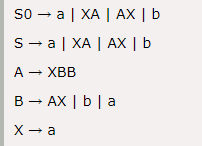 S0 → a | XA | AX | b
S → a | XA | AX | b
A → XBB
B → AX | b | a
X → a